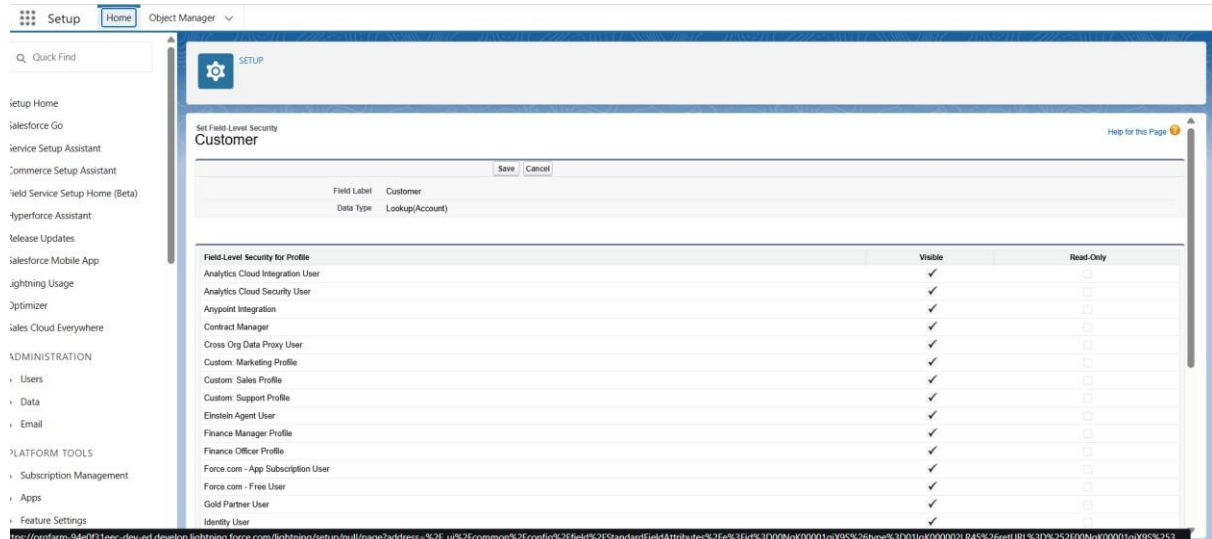 Setup Home Object Manager
Quick Find
SETUP
Setup Home
Salesforce Go
Service Setup Assistant
Commerce Setup Assistant
Field Service Setup Home (Beta)
Hyperforce Assistant
Release Updates
Salesforce Mobile App
Lightning Usage
Optimizer
Sales Cloud Everywhere
ADMINISTRATION
Users
Data
Email
PLATFORM TOOLS
Subscription Management
Apps
Feature Settings
Set Field-Level Security
Customer
Help for this Page
Save Cancel
Field Label Customer
Data Type Lookup(Account)
Field-Level Security for Profile Visible Read-Only
Analytics Cloud Integration User
Analytics Cloud Security User
Anypoint Integration
Contract Manager
Cross Org Data Proxy User
Custom: Marketing Profile
Custom: Sales Profile
Custom: Support Profile
Einstein Agent User
Finance Manager Profile
Finance Officer Profile
Force.com - App Subscription User
Force.com - Free User
Gold Partner User
Identity User